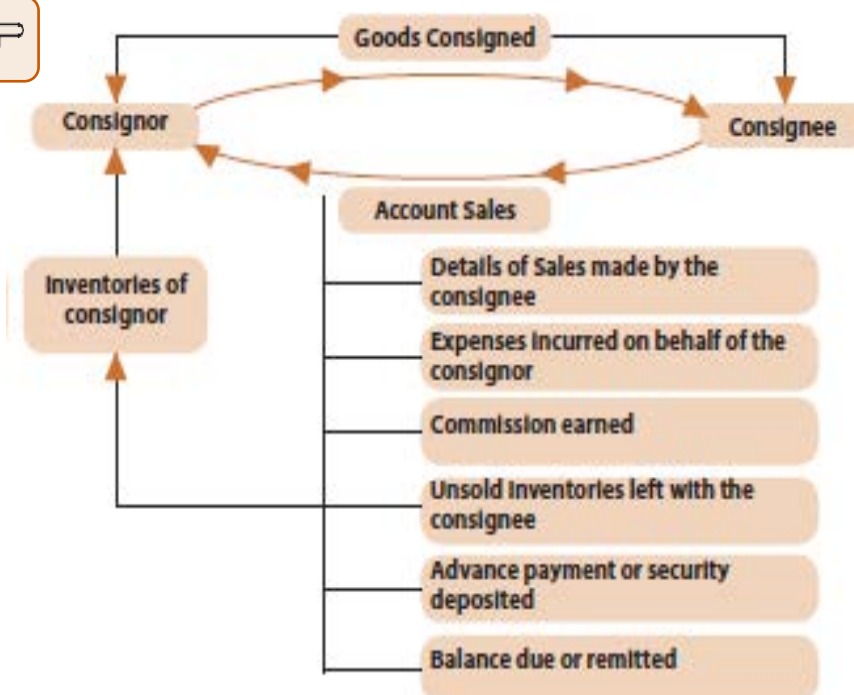 Goods Consigned
Consignor
Consignee
Account Sales
Inventories of
consignor
Details of Sales made by the
consignee
Expenses Incurred on behalf of the
consignor
Commission earned
Unsold Inventories left with the
consignee
Advance payment or security
deposited
Balance due or remitted